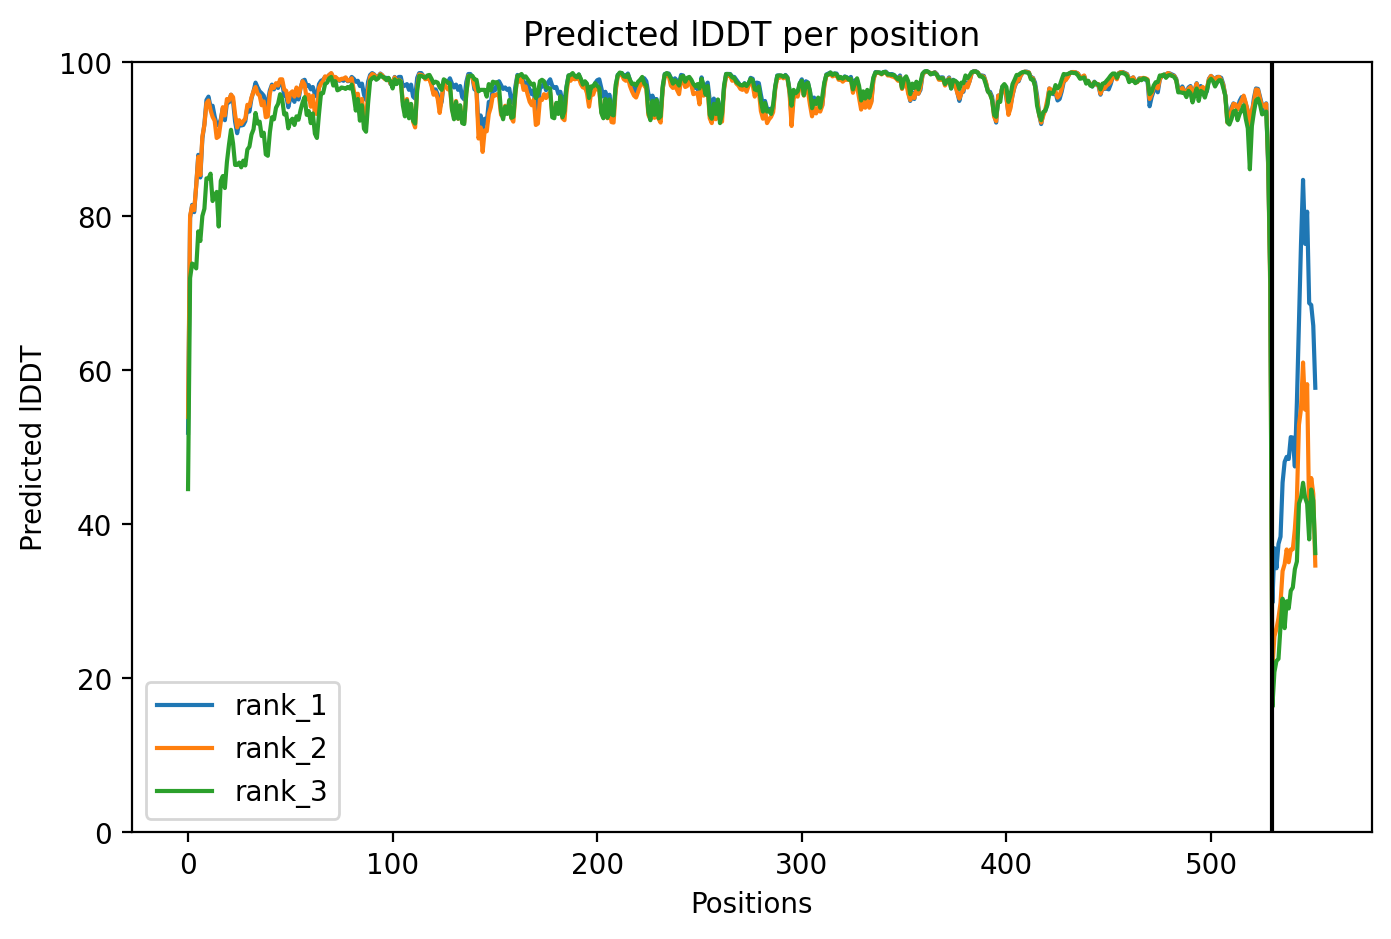 Predicted lDDT per position
Predicted lDDT
100
80
60
40
20
0
rank_1
rank_2
rank_3
0 100 200 300 400 500
Positions